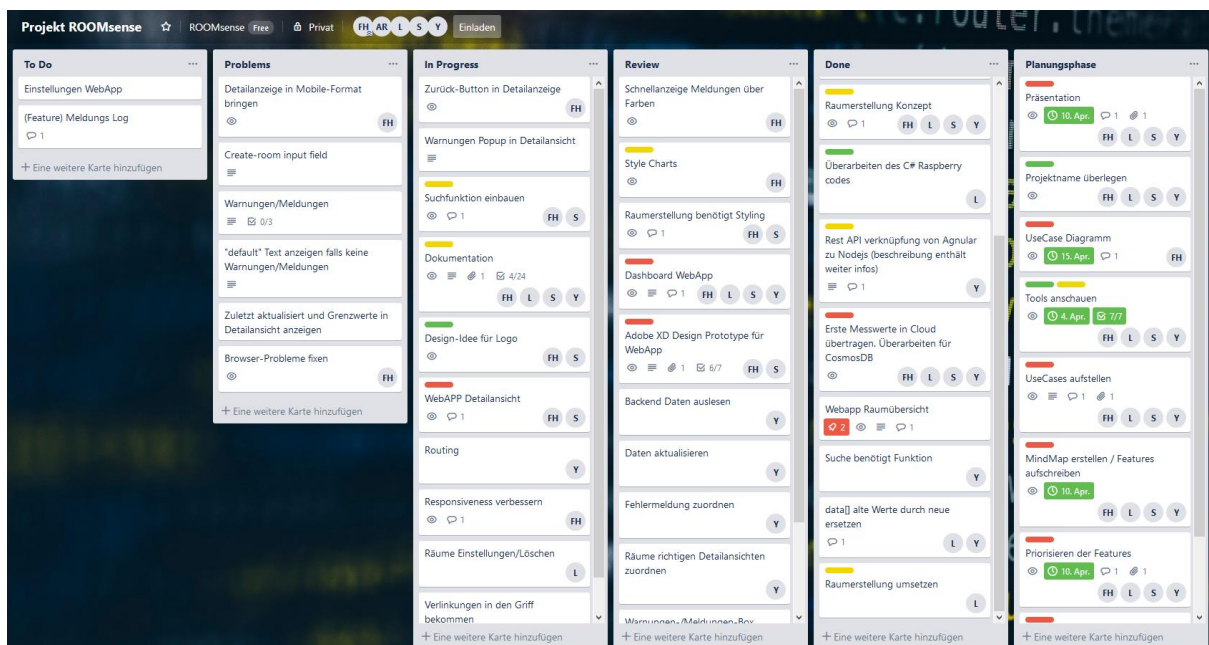 Projekt ROOMsense
ROOMsense Free
Privat
FH AR L S Y
Einladen
To Do
Einstellungen WebApp
(Feature) Meldungs Log
1
+ Eine weitere Karte hinzufügen
Problems
Detailanzeige in Mobile-Format
bringen
FH
Create-room input field
Warnungen/Meldungen
0/3
"default" Text anzeigen falls keine
Warnungen/Meldungen
Zuletzt aktualisiert und Grenzwerte in
Detailansicht anzeigen
Browser-Probleme fixen
FH
+ Eine weitere Karte hinzufügen
In Progress
Zurück-Button in Detailanzeige
FH
Warnungen Popup in Detailansicht
Suchfunktion einbauen
1 FH S
Dokumentation
1 4/24
FH L S Y
Design-Idee für Logo
FH S
WebAPP Detailansicht
1 FH S
Routing
Y
Responsiveness verbessern
1 FH
Räume Einstellungen/Löschen
L
Verlinkungen in den Griff
bekommen
+ Eine weitere Karte hinzufügen
Review
Schnellanzeige Meldungen über
Farben
FH
Style Charts
FH
Raumerstellung benötigt Styling
1 FH S
Dashboard WebApp
1 FH L S Y
Adobe XD Design Prototype für
WebApp
1 6/7 FH S
Backend Daten auslesen
Y
Daten aktualisieren
Y
Fehlermeldung zuordnen
Y
Räume richtigen Detailansichten
zuordnen
Y
Warnungen-/Meldungen-Box
+ Eine weitere Karte hinzufügen
Done
Raumerstellung Konzept
1 FH L S Y
Überarbeiten des C# Raspberry
codes
L
Rest API verknüpfung von Agnular
zu Nodejs (beschreibung enthält
weiter infos)
1 Y
Erste Messwerte in Cloud
übertragen. Überarbeiten für
CosmosDB
FH L S Y
Webapp Raumübersicht
2 1
Suche benötigt Funktion
Y
data[] alte Werte durch neue
ersetzen
1 L Y
Raumerstellung umsetzen
L
+ Eine weitere Karte hinzufügen
Planungsphase
Präsentation
10. Apr. 1 1
FH L S Y
Projektname überlegen
FH L S Y
UseCase Diagramm
15. Apr. 1 FH
Tools anschauen
4. Apr. 7/7
FH L S Y
UseCases aufstellen
1 1
FH L S Y
MindMap erstellen / Features
aufschreiben
10. Apr.
FH L S Y
Priorisieren der Features
10. Apr. 1 1
FH L S Y
+ Eine weitere Karte hinzufügen